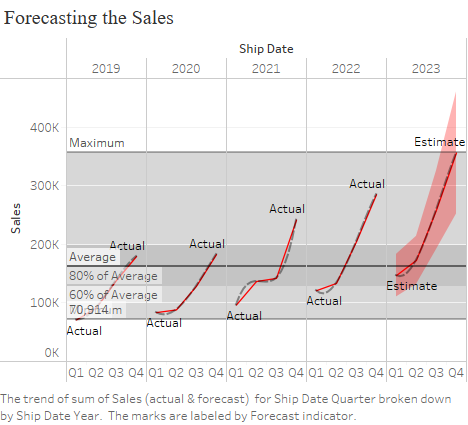 Forecasting the Sales
Ship Date
2019 2020 2021 2022 2023
400K
Maximum
Estimate
300K
Actual
Actual
200K
Actual
Actual
Average
80% of Average
Estimate
60% of Average
100K
Actual
70,914
Actual
Actual
Actual
0K
Sales
Q1 Q2 Q3 Q4 Q1 Q2 Q3 Q4 Q1 Q2 Q3 Q4 Q1 Q2 Q3 Q4 Q1 Q2 Q3 Q4
The trend of sum of Sales (actual & forecast) for Ship Date Quarter broken down
by Ship Date Year. The marks are labeled by Forecast indicator.